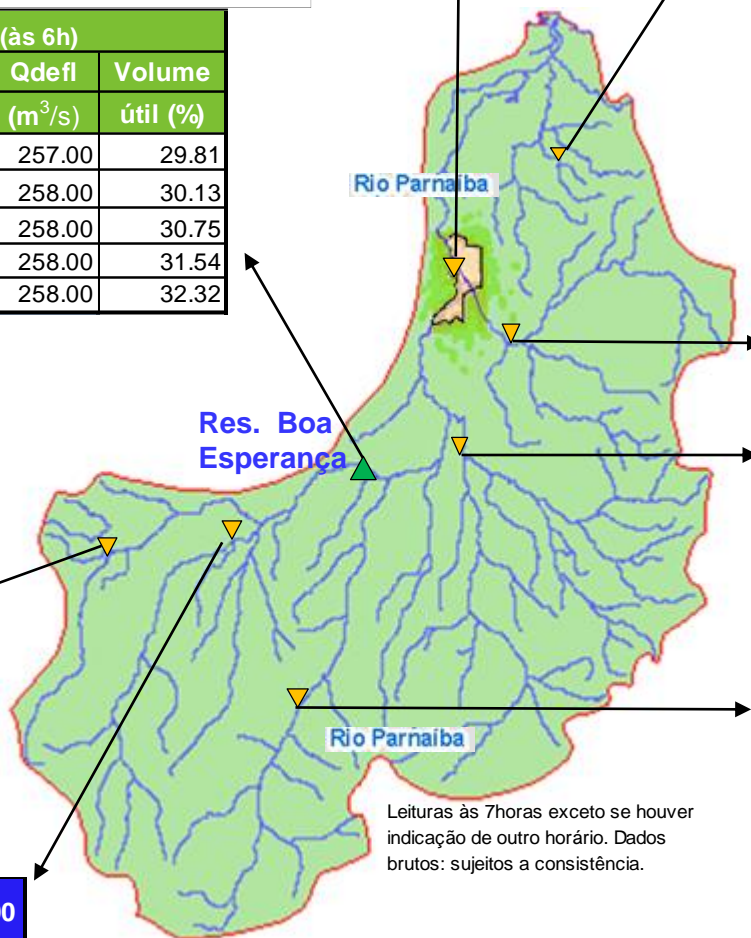 (às 6h)
Qdefl Volume
(m³/s) útil (%)
257.00 29.81
258.00 30.13
258.00 30.75
258.00 31.54
258.00 32.32
Rio Parnaíba
Res. Boa
Esperança
Rio Parnaíba
Leituras às 7horas exceto se houver
indicação de outro horário. Dados
brutos: sujeitos a consistência.